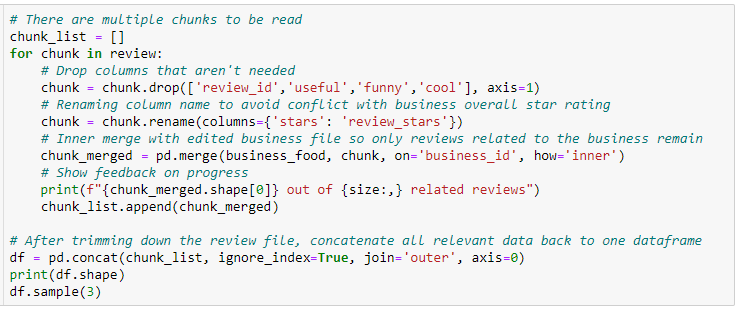 # There are multiple chunks to be read
chunk_list = []
for chunk in review:
    # Drop columns that aren't needed
    chunk = chunk.drop(['review_id','useful','funny','cool'], axis=1)
    # Renaming column name to avoid conflict with business overall star rating
    chunk = chunk.rename(columns={'stars': 'review_stars'})
    # Inner merge with edited business file so only reviews related to the business remain
    chunk_merged = pd.merge(business_food, chunk, on='business_id', how='inner')
    # Show feedback on progress
    print(f"{chunk_merged.shape[0]} out of {size:,} related reviews")
    chunk_list.append(chunk_merged)

# After trimming down the review file, concatenate all relevant data back to one dataframe
df = pd.concat(chunk_list, ignore_index=True, join='outer', axis=0)
print(df.shape)
df.sample(3)